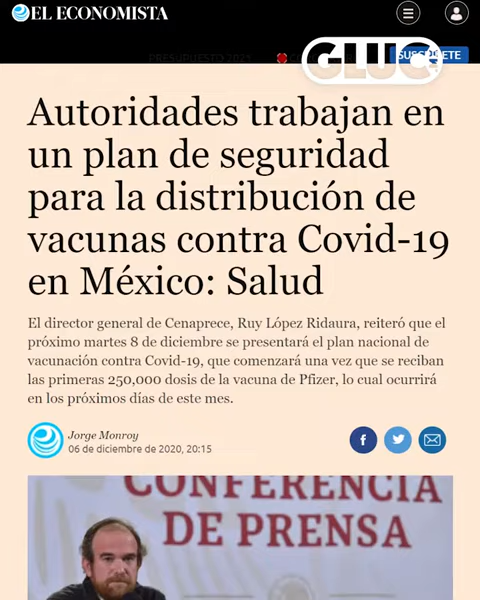 EL ECONOMISTA
PRESUPUESTO 2021
GLUC
Autoridades trabajan en
un plan de seguridad
para la distribución de
vacunas contra Covid-19
en México: Salud
El director general de Cenaprece, Ruy López Ridaura, reiteró que el
próximo martes 8 de diciembre se presentará el plan nacional de
vacunación contra Covid-19, que comenzará una vez que se reciban
las primeras 250,000 dosis de la vacuna de Pfizer, lo cual ocurrirá
en los próximos días de este mes.
Jorge Monroy
06 de diciembre de 2020, 20:15
CONFERENCIA
DE PRENSA